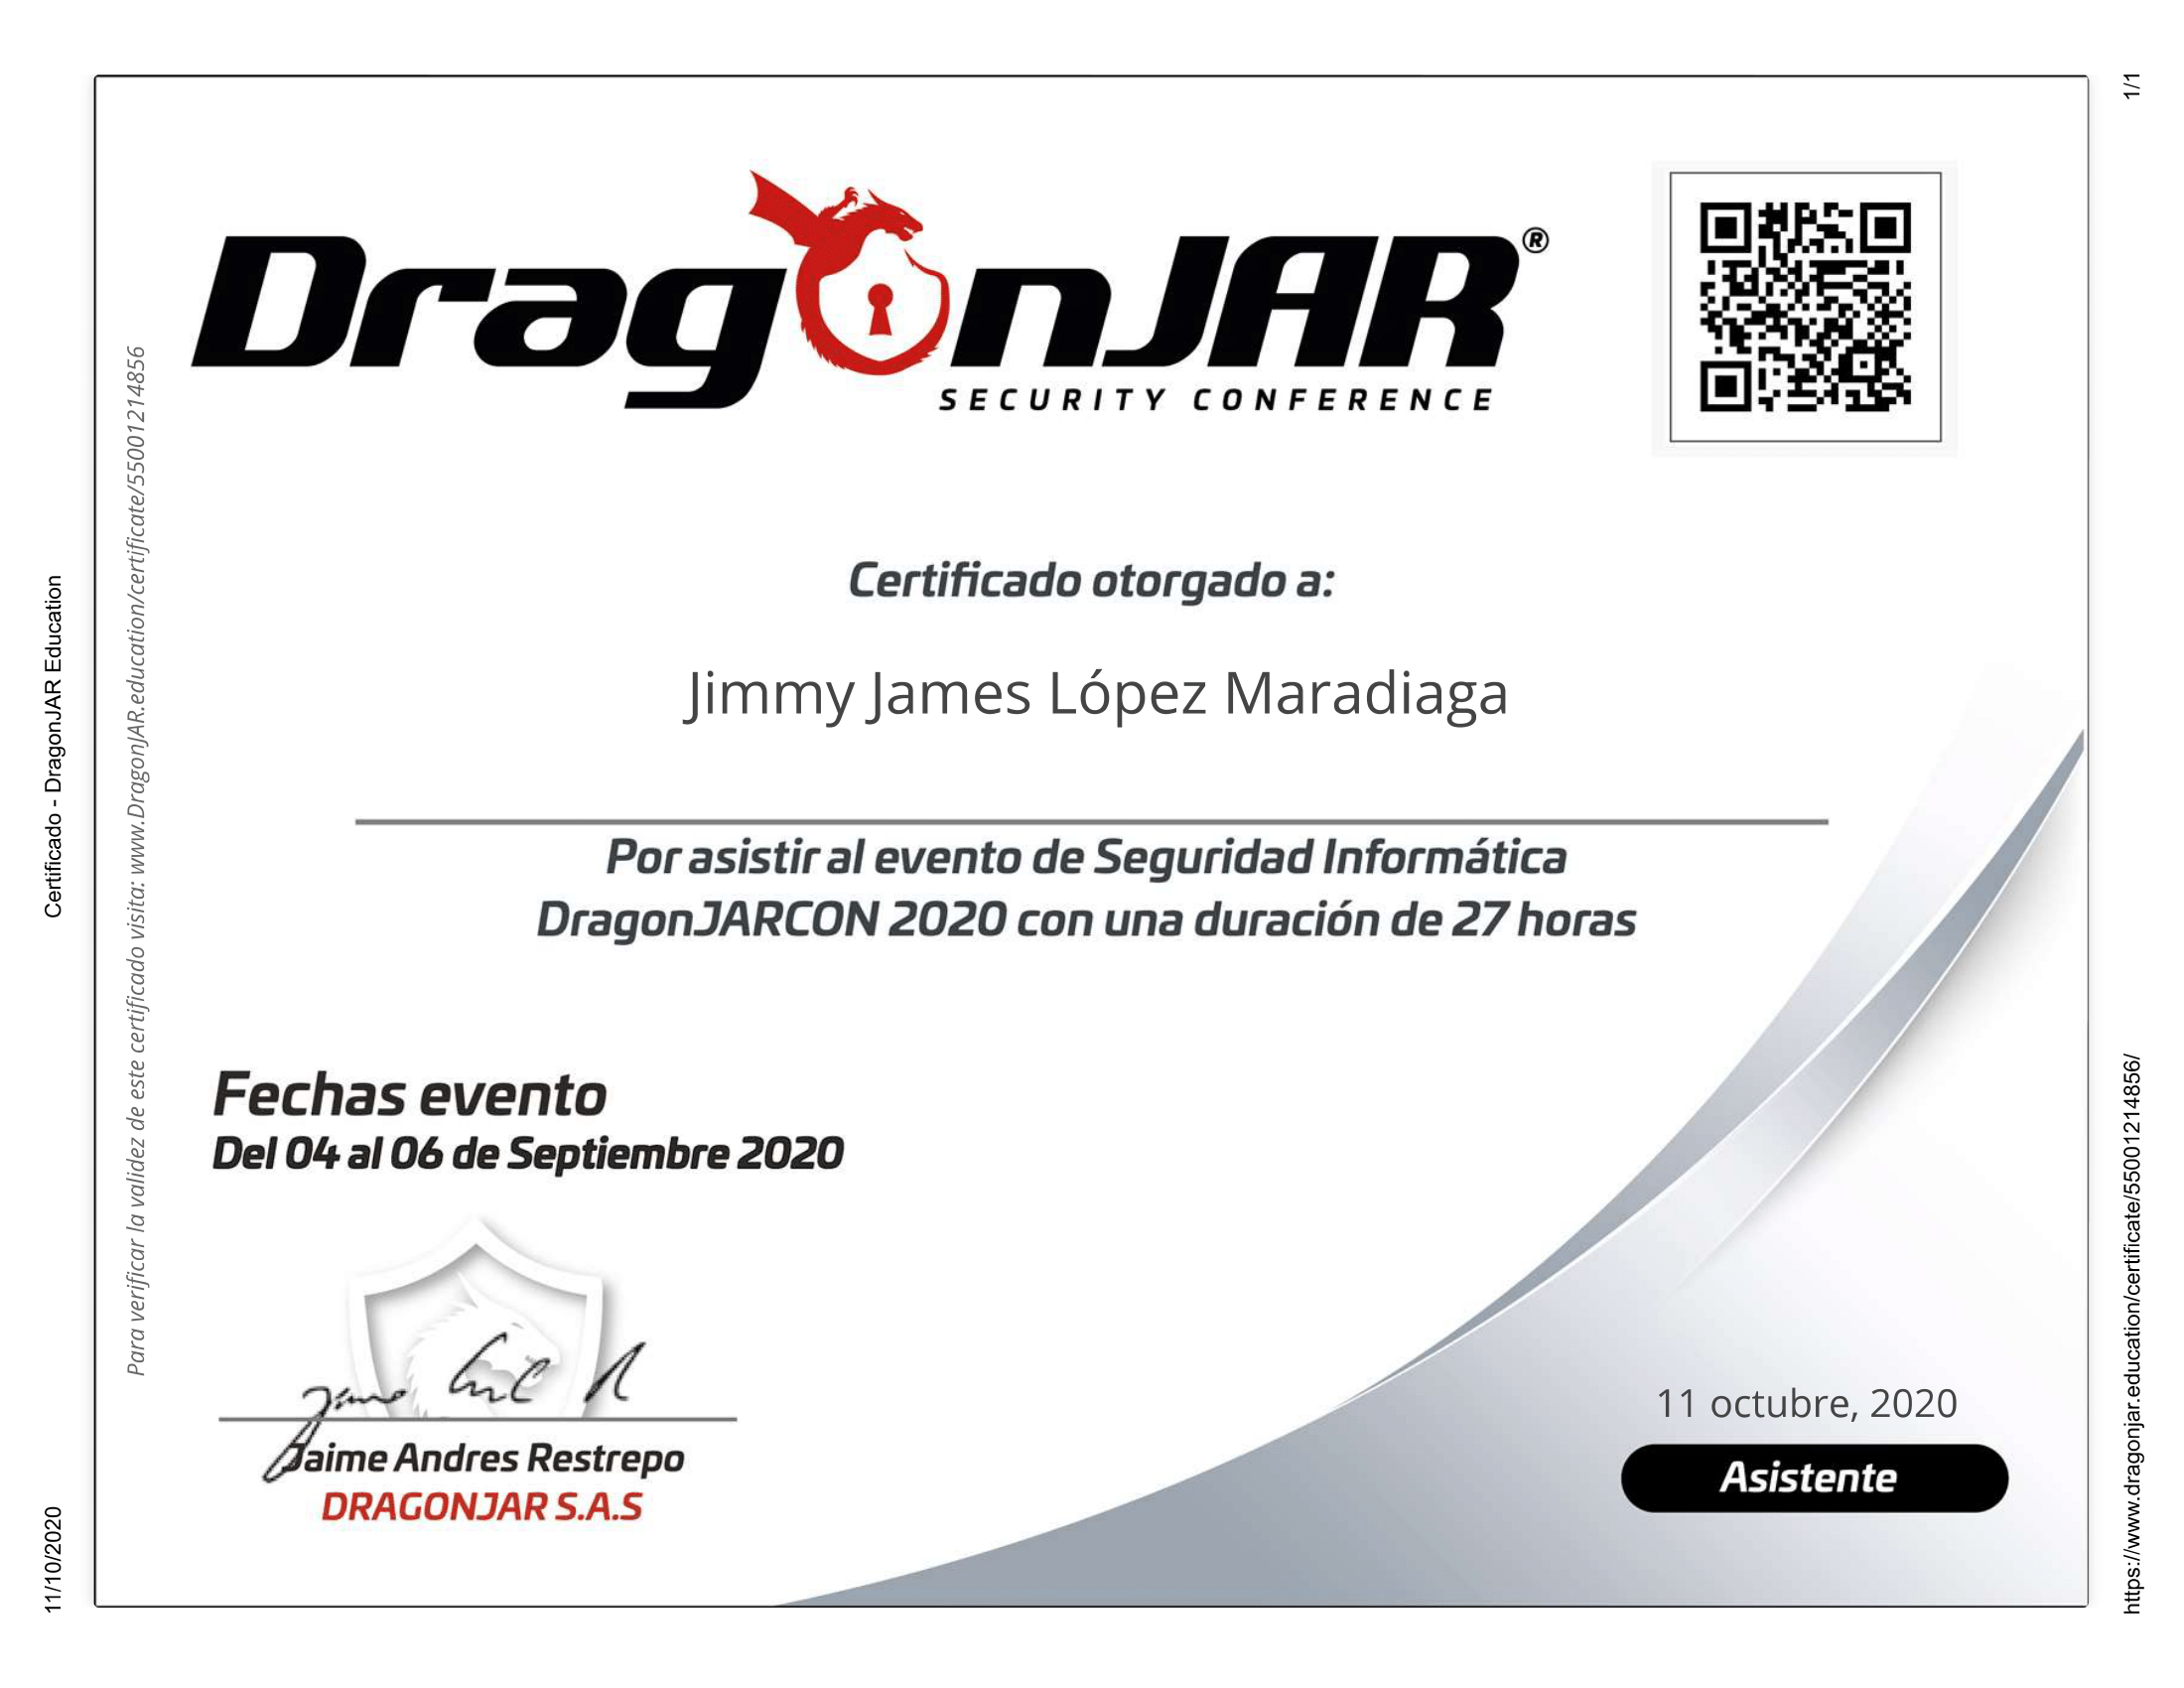 DragonJAR®
SECURITY CONFERENCE
Certificado otorgado a:
Jimmy James López Maradiaga
Por asistir al evento de Seguridad Informática
DragonJARCON 2020 con una duración de 27 horas
Fechas evento
Del 04 al 06 de Septiembre 2020
Jaime Andres Restrepo
DRAGONJAR S.A.S
11 octubre, 2020
Asistente
Para verificar la validez de este certificado visita: www.DragonJAR.education/certificate/55001214856
11/10/2020
Certificado - DragonJAR Education
https://www.dragonjar.education/certificate/55001214856/
1/1